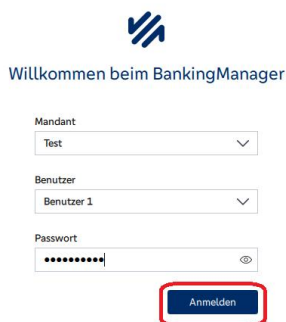 Willkommen beim BankingManager
Mandant
Test
Benutzer
Benutzer 1
Passwort
●●●●●●●●●●
Anmelden